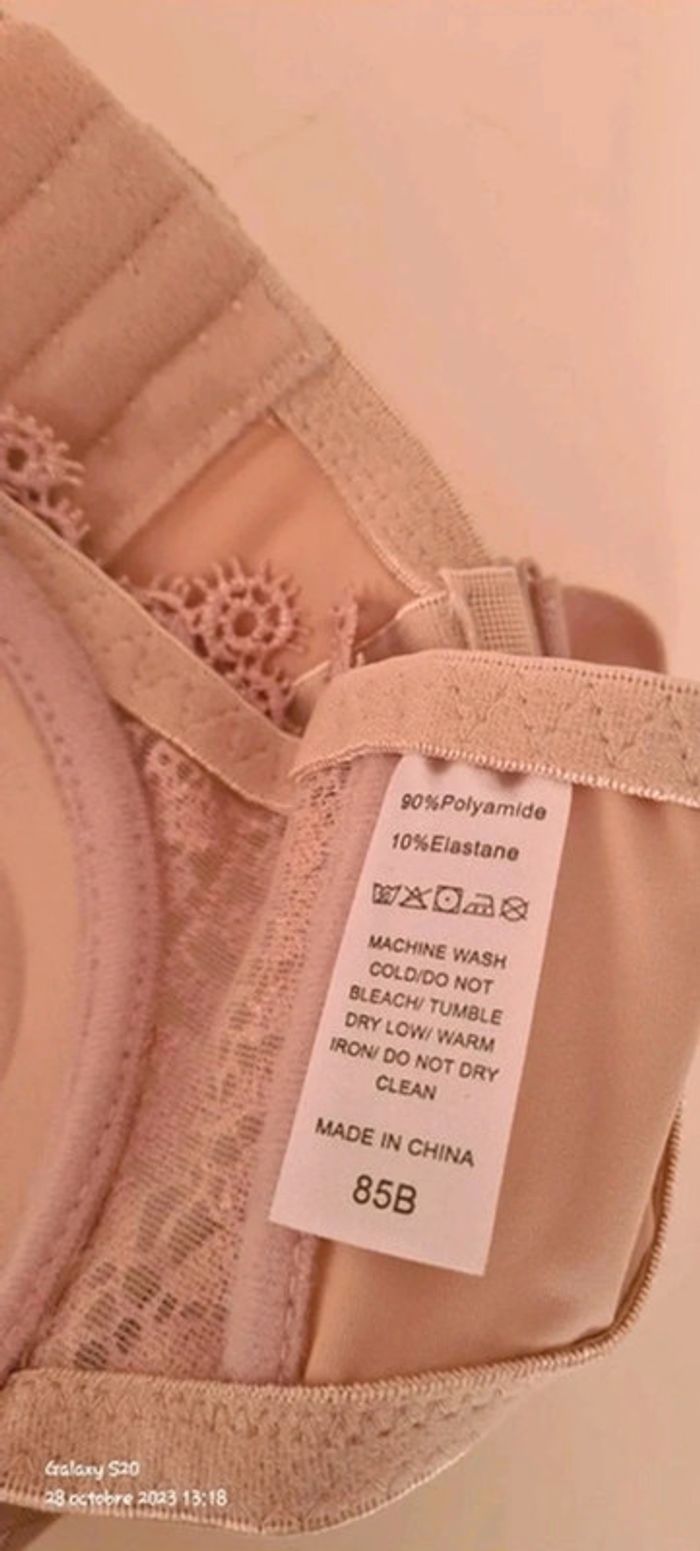 90%Polyamide
10%Elastane
MACHINE WASH
COLD/DO NOT
BLEACH/ TUMBLE
DRY LOW/ WARM
IRON/ DO NOT DRY
CLEAN
MADE IN CHINA
85B
Galaxy S20
28 octobre 2023 13:18